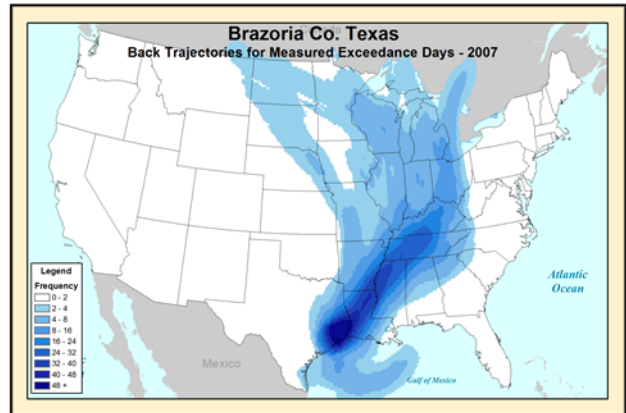 Brazoria Co. Texas
Back Trajectories for Measured Exceedance Days - 2007
Legend
Frequency
0 - 2
2 - 4
4 - 8
8 - 16
16 - 24
24 - 32
32 - 40
40 - 48
48 +
Atlantic
Ocean
Mexico
Gulf of Mexico